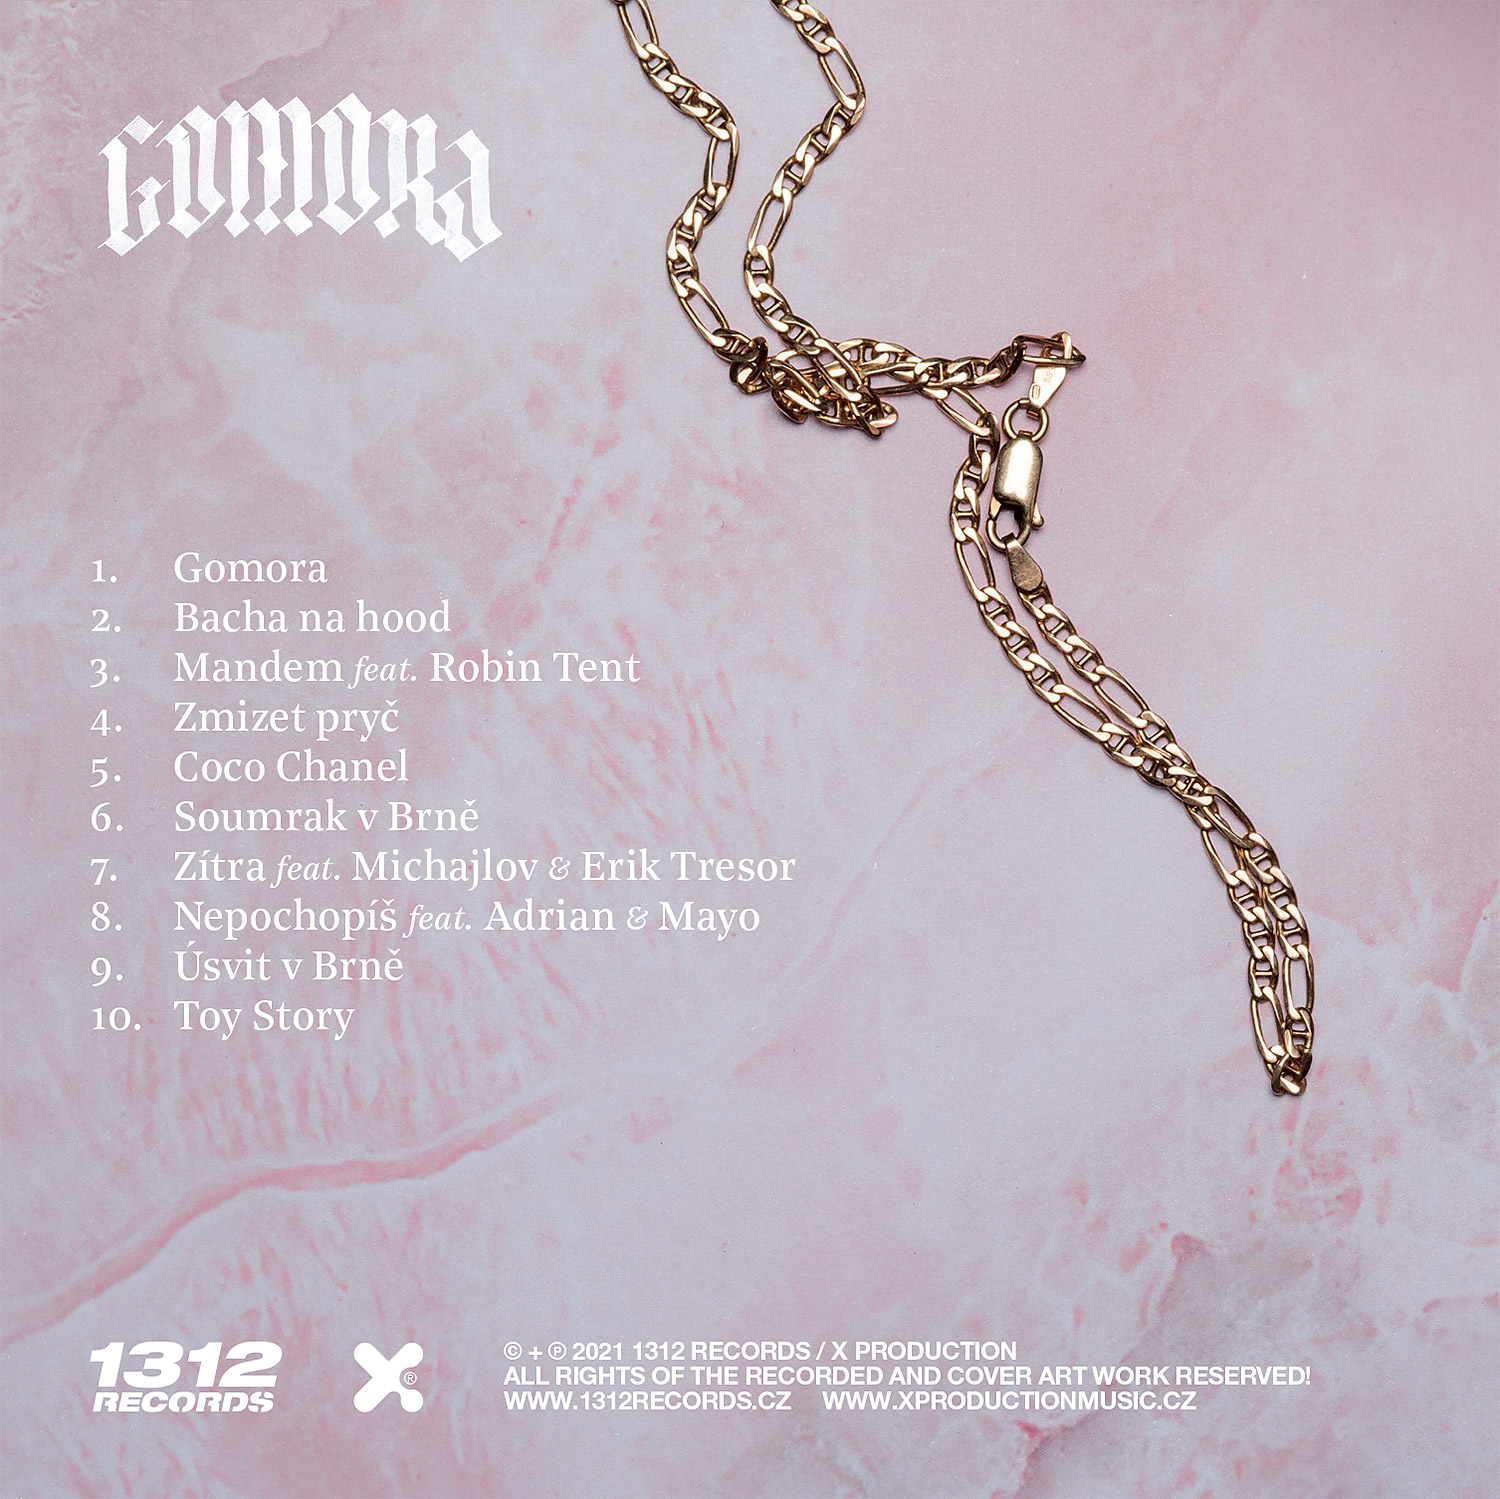 GOMORA
1. Gomora
2. Bacha na hood
3. Mandem feat. Robin Tent
4. Zmizet pryč
5. Coco Chanel
6. Soumrak v Brně
7. Zítra feat. Michajlov & Erik Tresor
8. Nepochopíš feat. Adrian & Mayo
9. Úsvit v Brně
10. Toy Story
1312
RECORDS
X ®
© + ℗ 2021 1312 RECORDS / X PRODUCTION
ALL RIGHTS OF THE RECORDED AND COVER ART WORK RESERVED!
WWW.1312RECORDS.CZ WWW.XPRODUCTIONMUSIC.CZ